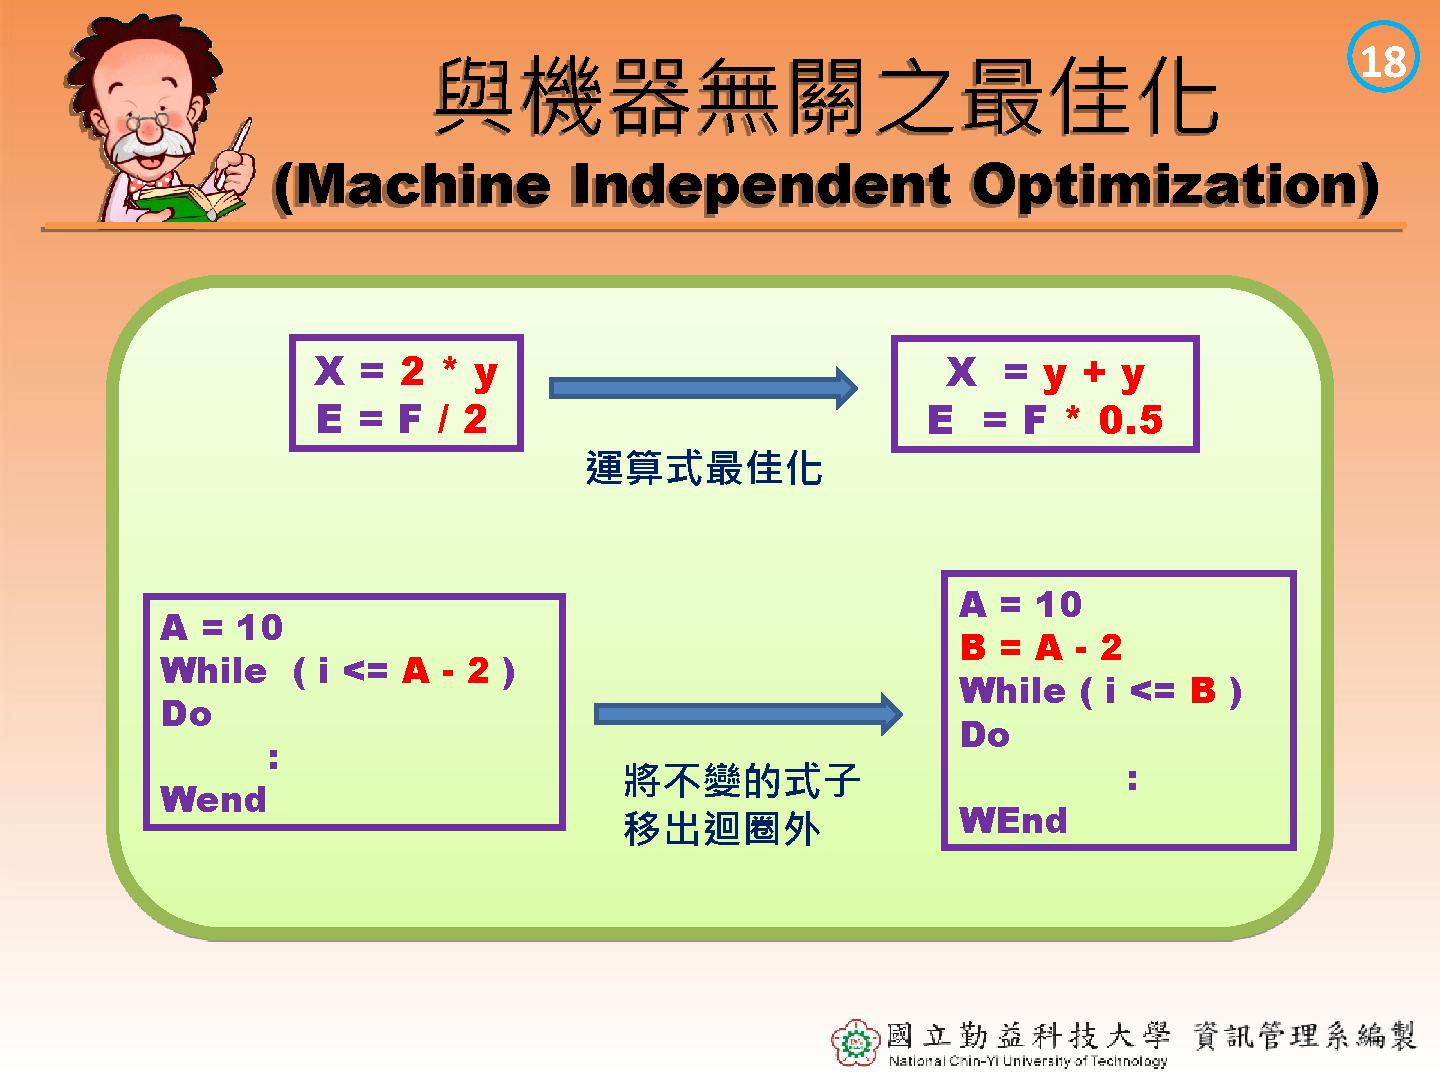 18
與機器無關之最佳化
(Machine Independent Optimization)
X = 2 * y
E = F / 2
運算式最佳化
X = y + y
E = F * 0.5
A = 10
While ( i <= A - 2 )
Do
:
Wend
將不變的式子
移出迴圈外
A = 10
B = A - 2
While ( i <= B )
Do
:
WEnd
國立勤益科技大學 資訊管理系編製
National Chin-Yi University of Technology